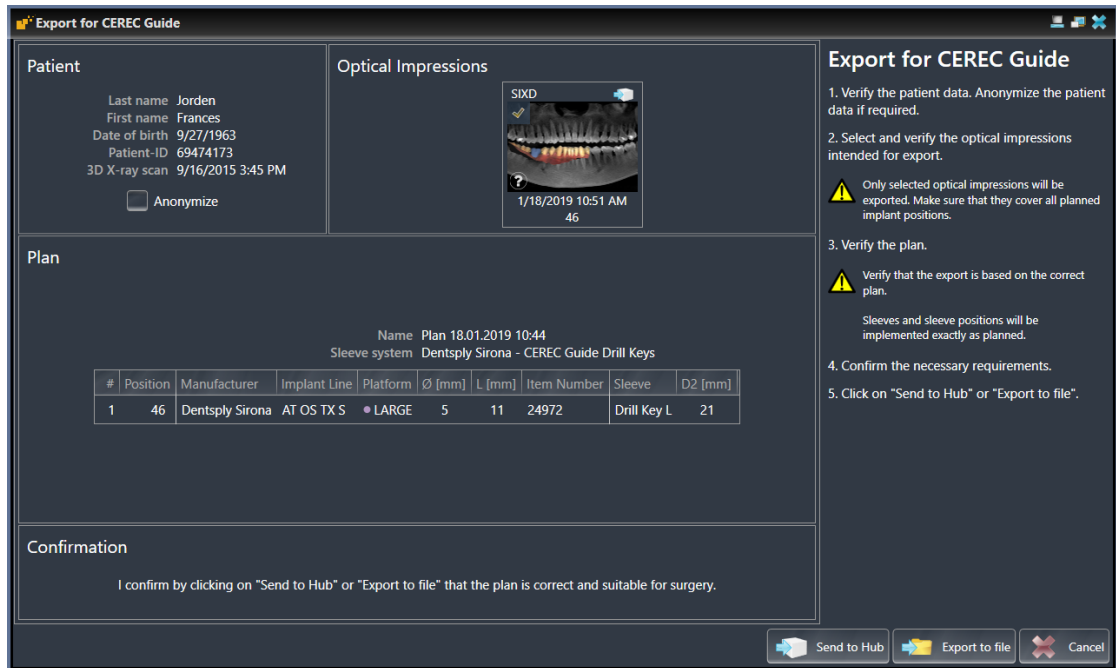 Export for CEREC Guide
Patient
Last name Jorden
First name Frances
Date of birth 9/27/1963
Patient-ID 69474173
3D X-ray scan 9/16/2015 3:45 PM
Anonymize
Optical Impressions
SIXD
?
1/18/2019 10:51 AM
46
Plan
Name Plan 18.01.2019 10:44
Sleeve system Dentsply Sirona - CEREC Guide Drill Keys
# Position Manufacturer Implant Line Platform Ø [mm] L [mm] Item Number Sleeve D2 [mm]
1 46 Dentsply Sirona AT OS TX S LARGE 5 11 24972 Drill Key L 21
Confirmation
I confirm by clicking on "Send to Hub" or "Export to file" that the plan is correct and suitable for surgery.
Export for CEREC Guide
1. Verify the patient data. Anonymize the patient
data if required.
2. Select and verify the optical impressions
intended for export.
Only selected optical impressions will be
exported. Make sure that they cover all planned
implant positions.
3. Verify the plan.
Verify that the export is based on the correct
plan.
Sleeves and sleeve positions will be
implemented exactly as planned.
4. Confirm the necessary requirements.
5. Click on "Send to Hub" or "Export to file".
Send to Hub
Export to file
Cancel